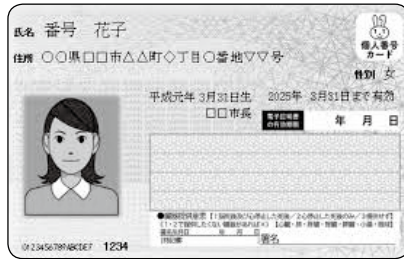 氏名 番号 花子
個人番号
カード
住所 ○○県□□市△△町◇丁目○番地▽▽号
性別 女
平成元年 3月31日生 2025年 3月31日まで有効
□□市長
電子証明書
の有効期限
年 月 日
署名
0123456789ABCDEF 1234